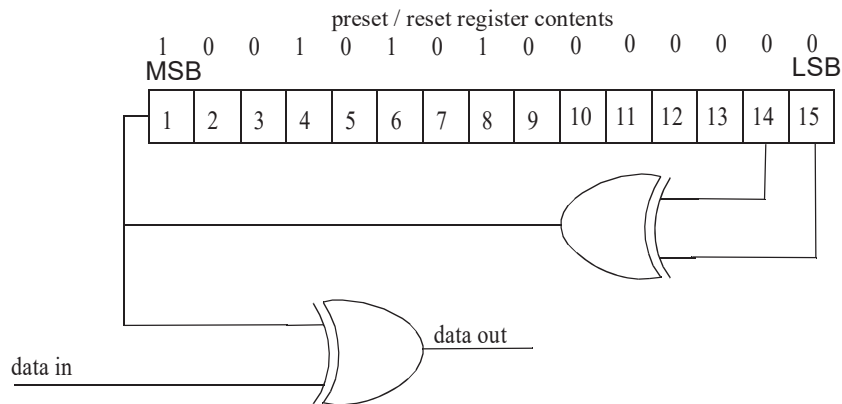 preset / reset register contents
1 0 0 1 0 1 0 1 0 0 0 0 0 0 0
MSB LSB
1 2 3 4 5 6 7 8 9 10 11 12 13 14 15
data out
data in